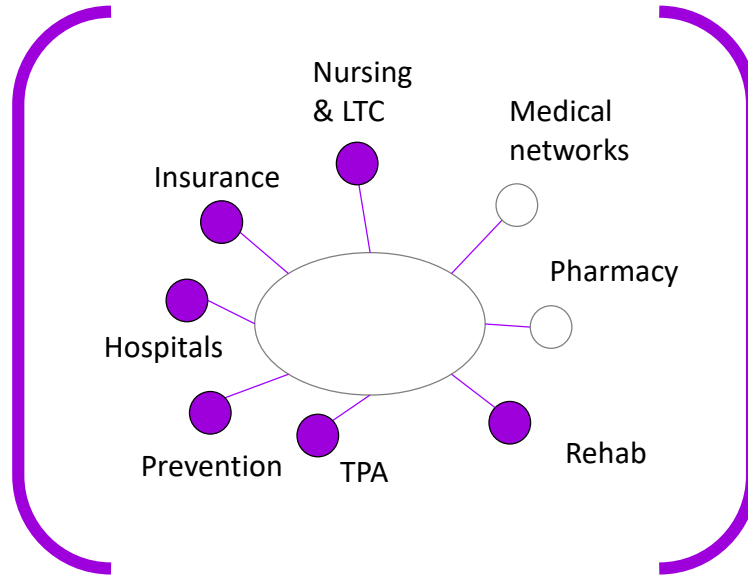 Nursing
& LTC
Medical
networks
Insurance
Pharmacy
Hospitals
Prevention
TPA
Rehab